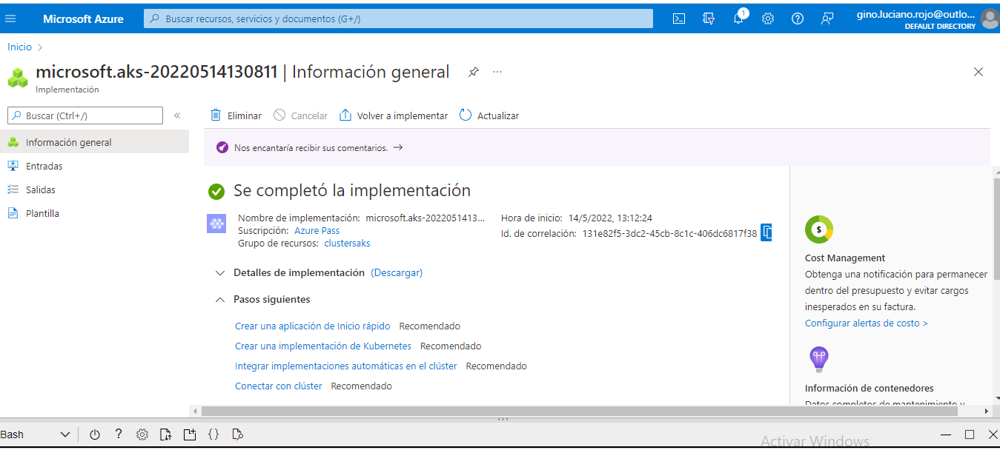 Microsoft Azure
Buscar recursos, servicios y documentos (G+/)
1
gino.luciano.rojo@outlo...
DEFAULT DIRECTORY
Inicio >
microsoft.aks-20220514130811 | Información general
...
Implementación
Buscar (Ctrl+/)
«
Eliminar
Cancelar
Volver a implementar
Actualizar
Información general
Entradas
Salidas
Plantilla
Nos encantaría recibir sus comentarios. →
Se completó la implementación
Nombre de implementación: microsoft.aks-2022051413...
Suscripción: Azure Pass
Grupo de recursos: clustersaks
Hora de inicio: 14/5/2022, 13:12:24
Id. de correlación: 131e82f5-3dc2-45cb-8c1c-406dc6817f38
Detalles de implementación (Descargar)
Pasos siguientes
Crear una aplicación de Inicio rápido Recomendado
Crear una implementación de Kubernetes Recomendado
Integrar implementaciones automáticas en el clúster Recomendado
Conectar con clúster Recomendado
$
Cost Management
Obtenga una notificación para permanecer
dentro del presupuesto y evitar cargos
inesperados en su factura.
Configurar alertas de costo >
Información de contenedores
Datos completos de mantenimiento y
Bash
?
{}
Activar Windows